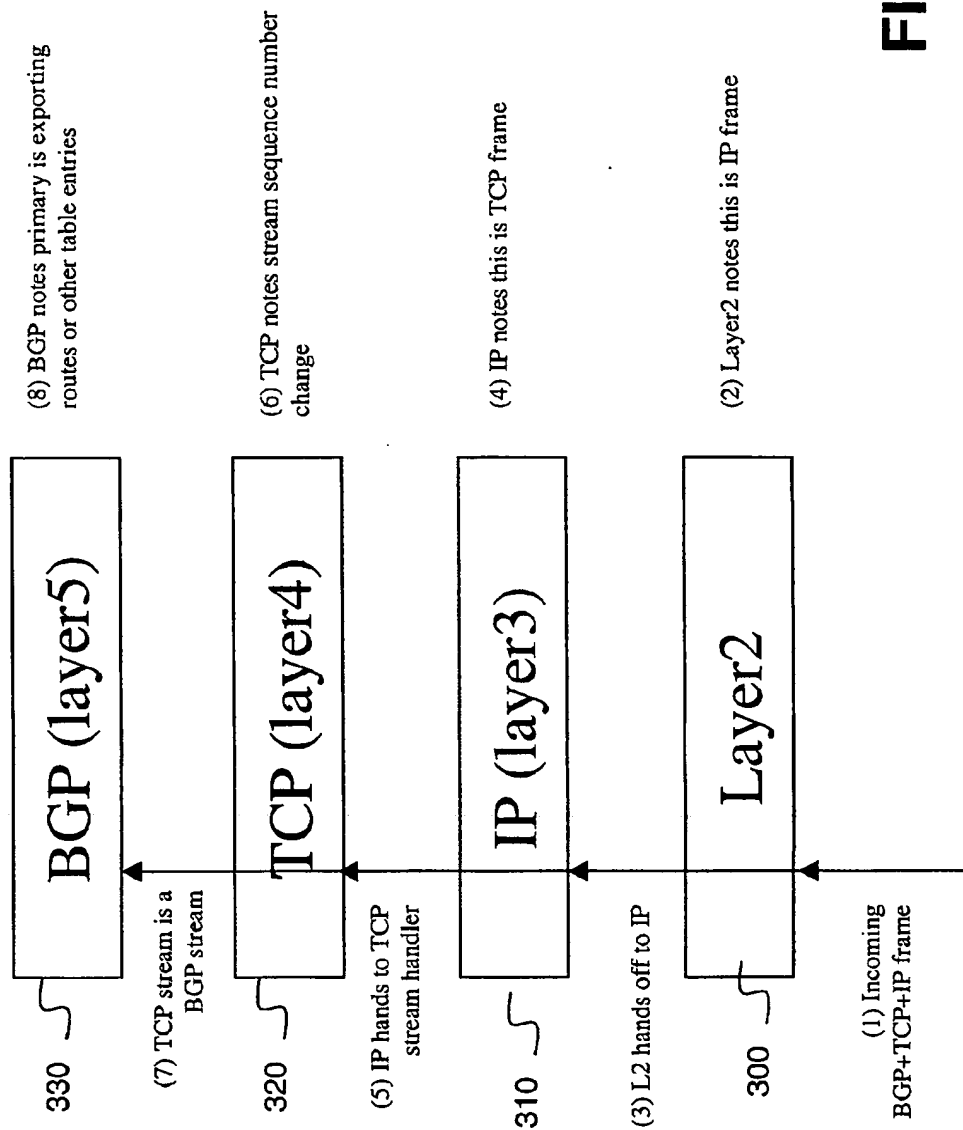 (8) BGP notes primary is exporting
routes or other table entries
BGP (layer5)
330
(7) TCP stream is a
BGP stream
(6) TCP notes stream sequence number
change
TCP (layer4)
320
(5) IP hands to TCP
stream handler
(4) IP notes this is TCP frame
IP (layer3)
310
(3) L2 hands off to IP
(2) Layer2 notes this is IP frame
Layer2
300
(1) Incoming
BGP+TCP+IP frame